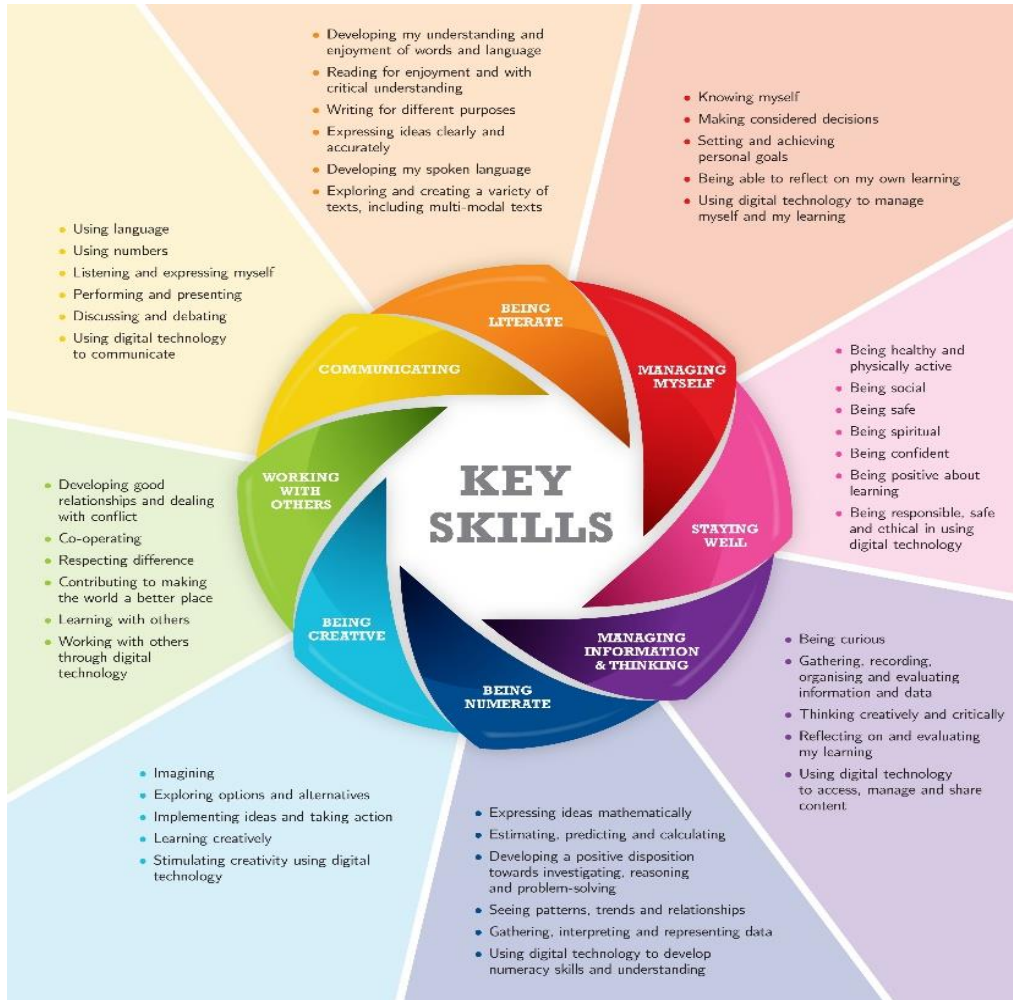 KEY
SKILLS
BEING
LITERATE
• Developing my understanding and
enjoyment of words and language
• Reading for enjoyment and with
critical understanding
• Writing for different purposes
• Expressing ideas clearly and
accurately
• Developing my spoken language
• Exploring and creating a variety of
texts, including multi-modal texts
MANAGING
MYSELF
• Knowing myself
• Making considered decisions
• Setting and achieving
personal goals
• Being able to reflect on my own learning
• Using digital technology to manage
myself and my learning
STAYING
WELL
• Being healthy and
physically active
• Being social
• Being safe
• Being spiritual
• Being confident
• Being positive about
learning
• Being responsible, safe
and ethical in using
digital technology
MANAGING
INFORMATION
& THINKING
• Being curious
• Gathering, recording,
organising and evaluating
information and data
• Thinking creatively and critically
• Reflecting on and evaluating
my learning
• Using digital technology
to access, manage and share
content
BEING
NUMERATE
• Expressing ideas mathematically
• Estimating, predicting and calculating
• Developing a positive disposition
towards investigating, reasoning
and problem-solving
• Seeing patterns, trends and relationships
• Gathering, interpreting and representing data
• Using digital technology to develop
numeracy skills and understanding
BEING
CREATIVE
• Imagining
• Exploring options and alternatives
• Implementing ideas and taking action
• Learning creatively
• Stimulating creativity using digital
technology
WORKING
WITH
OTHERS
• Developing good
relationships and dealing
with conflict
• Co-operating
• Respecting difference
• Contributing to making
the world a better place
• Learning with others
• Working with others
through digital
technology
COMMUNICATING
• Using language
• Using numbers
• Listening and expressing myself
• Performing and presenting
• Discussing and debating
• Using digital technology
to communicate